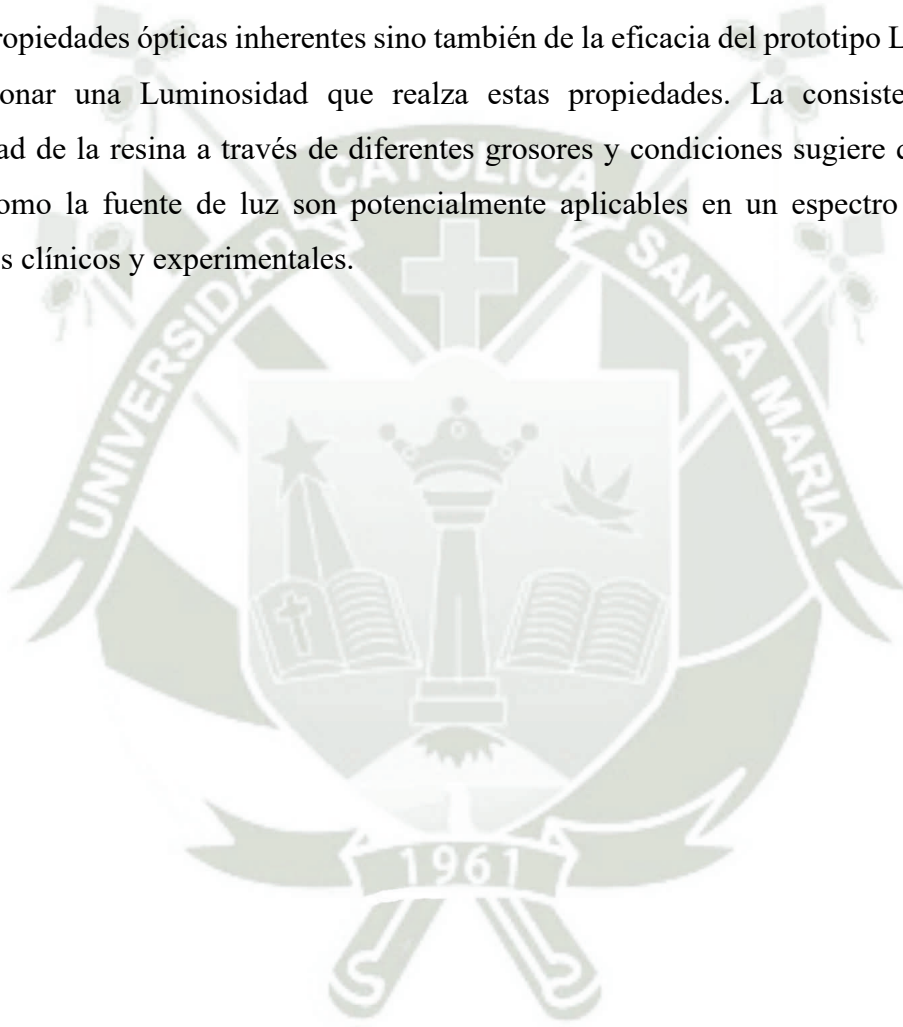 ropiedades ópticas inherentes sino también de la eficacia del prototipo L
onar una Luminosidad que realza estas propiedades. La consiste
ad de la resina a través de diferentes grosores y condiciones sugiere
omo la fuente de luz son potencialmente aplicables en un espectro
s clínicos y experimentales.
UNIVERSIDAD CATOLICA SANTA MARIA
1961